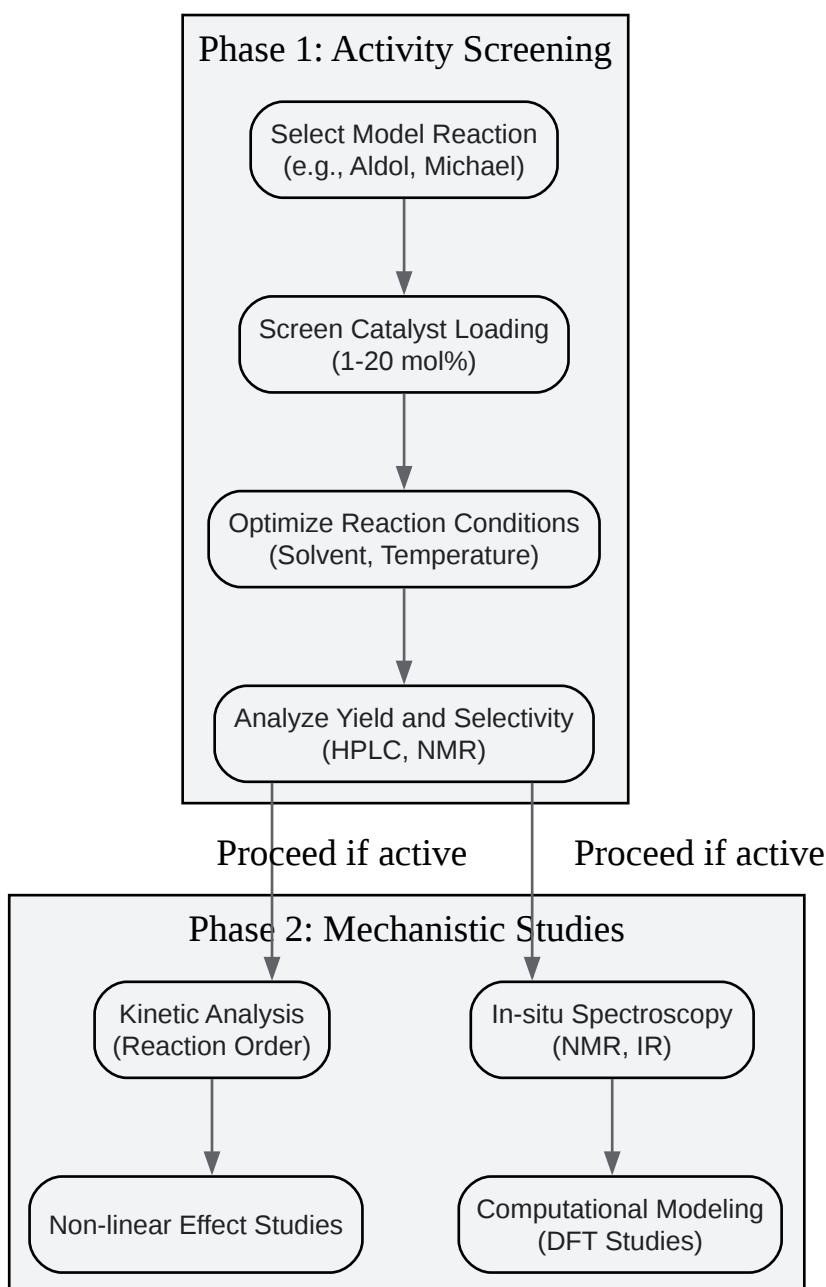 Phase 1: Activity Screening
Select Model Reaction
(e.g., Aldol, Michael)
Screen Catalyst Loading
(1-20 mol%)
Optimize Reaction Conditions
(Solvent, Temperature)
Analyze Yield and Selectivity
(HPLC, NMR)
Proceed if active
Proceed if active
Phase 2: Mechanistic Studies
Kinetic Analysis
(Reaction Order)
In-situ Spectroscopy
(NMR, IR)
Non-linear Effect Studies
Computational Modeling
(DFT Studies)